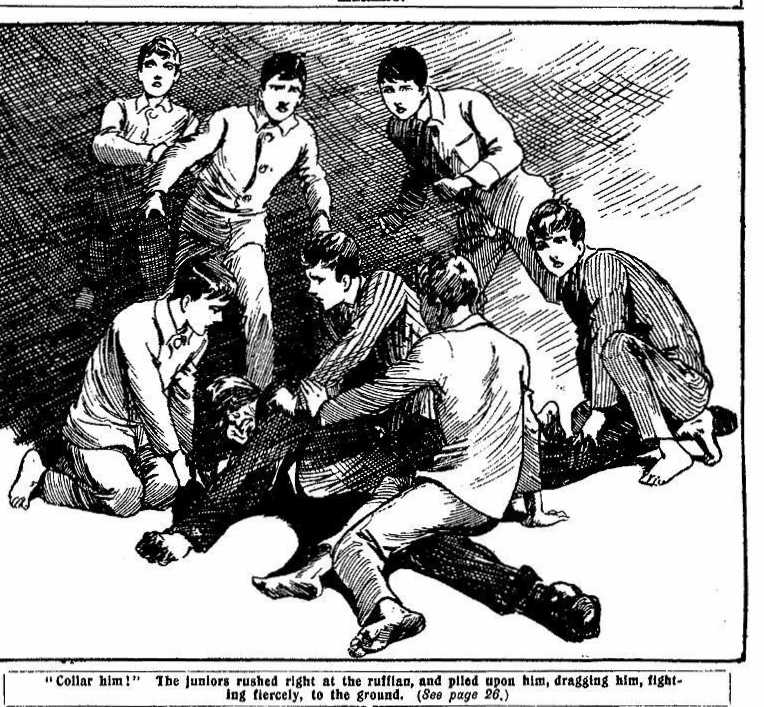 "Collar him!" The juniors rushed right at the ruffian, and piled upon him, dragging him, fight-
ing fiercely, to the ground. (See page 26.)